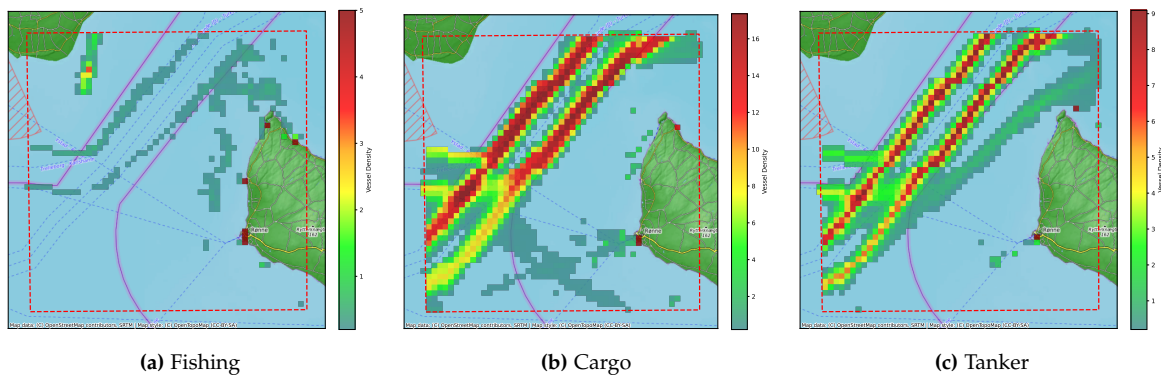 5
4
3
2
1
Vessel Density
Rønne
Map data: (C) OpenStreetMap contributors, SRTM | Map style: (C) OpenTopoMap (CC-BY-SA)
(a) Fishing
16
14
12
10
8
6
4
2
Vessel Density
Rønne
Map data: (C) OpenStreetMap contributors, SRTM | Map style: (C) OpenTopoMap (CC-BY-SA)
(b) Cargo
9
8
7
6
5
4
3
2
1
Vessel Density
Rønne
Map data: (C) OpenStreetMap contributors, SRTM | Map style: (C) OpenTopoMap (CC-BY-SA)
(c) Tanker